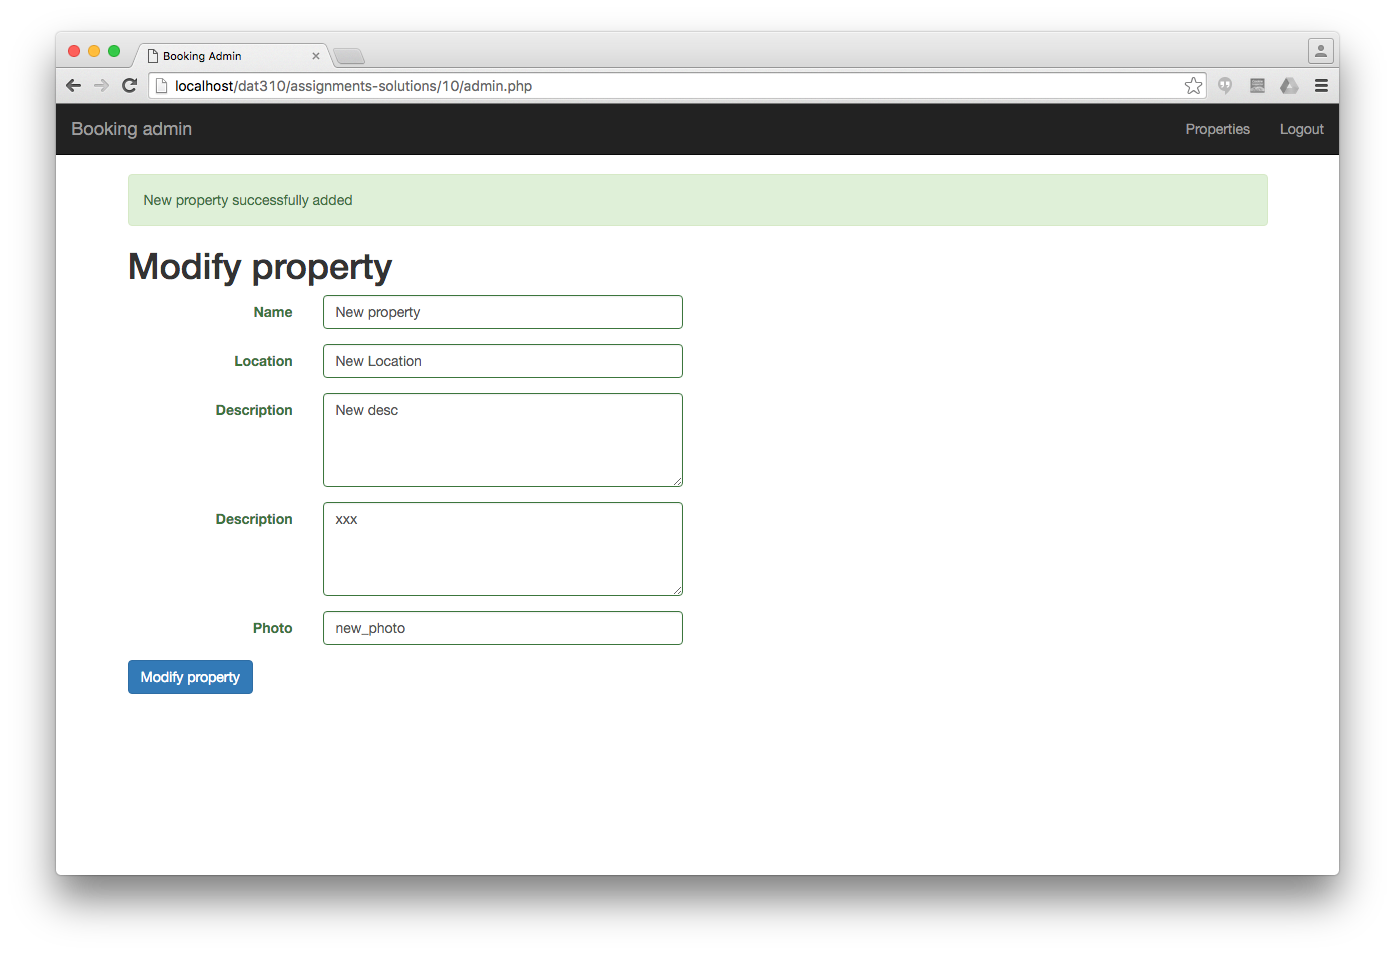 Booking Admin
localhost/dat310/assignments-solutions/10/admin.php
Booking admin
Properties
Logout
New property successfully added
Modify property
Name
New property
Location
New Location
Description
New desc
Description
xxx
Photo
new_photo
Modify property